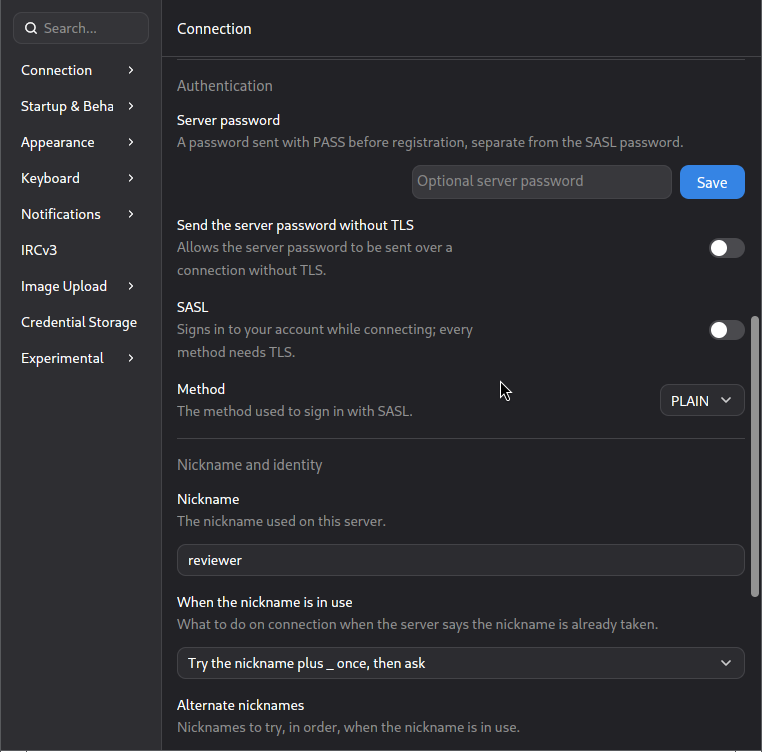 Search...
Connection
Startup & Beha
Appearance
Keyboard
Notifications
IRCv3
Image Upload
Credential Storage
Experimental
Connection
Authentication
Server password
A password sent with PASS before registration, separate from the SASL password.
Optional server password
Save
Send the server password without TLS
Allows the server password to be sent over a
connection without TLS.
SASL
Signs in to your account while connecting; every
method needs TLS.
Method
The method used to sign in with SASL.
PLAIN
Nickname and identity
Nickname
The nickname used on this server.
reviewer
When the nickname is in use
What to do on connection when the server says the nickname is already taken.
Try the nickname plus _ once, then ask
Alternate nicknames
Nicknames to try, in order, when the nickname is in use.